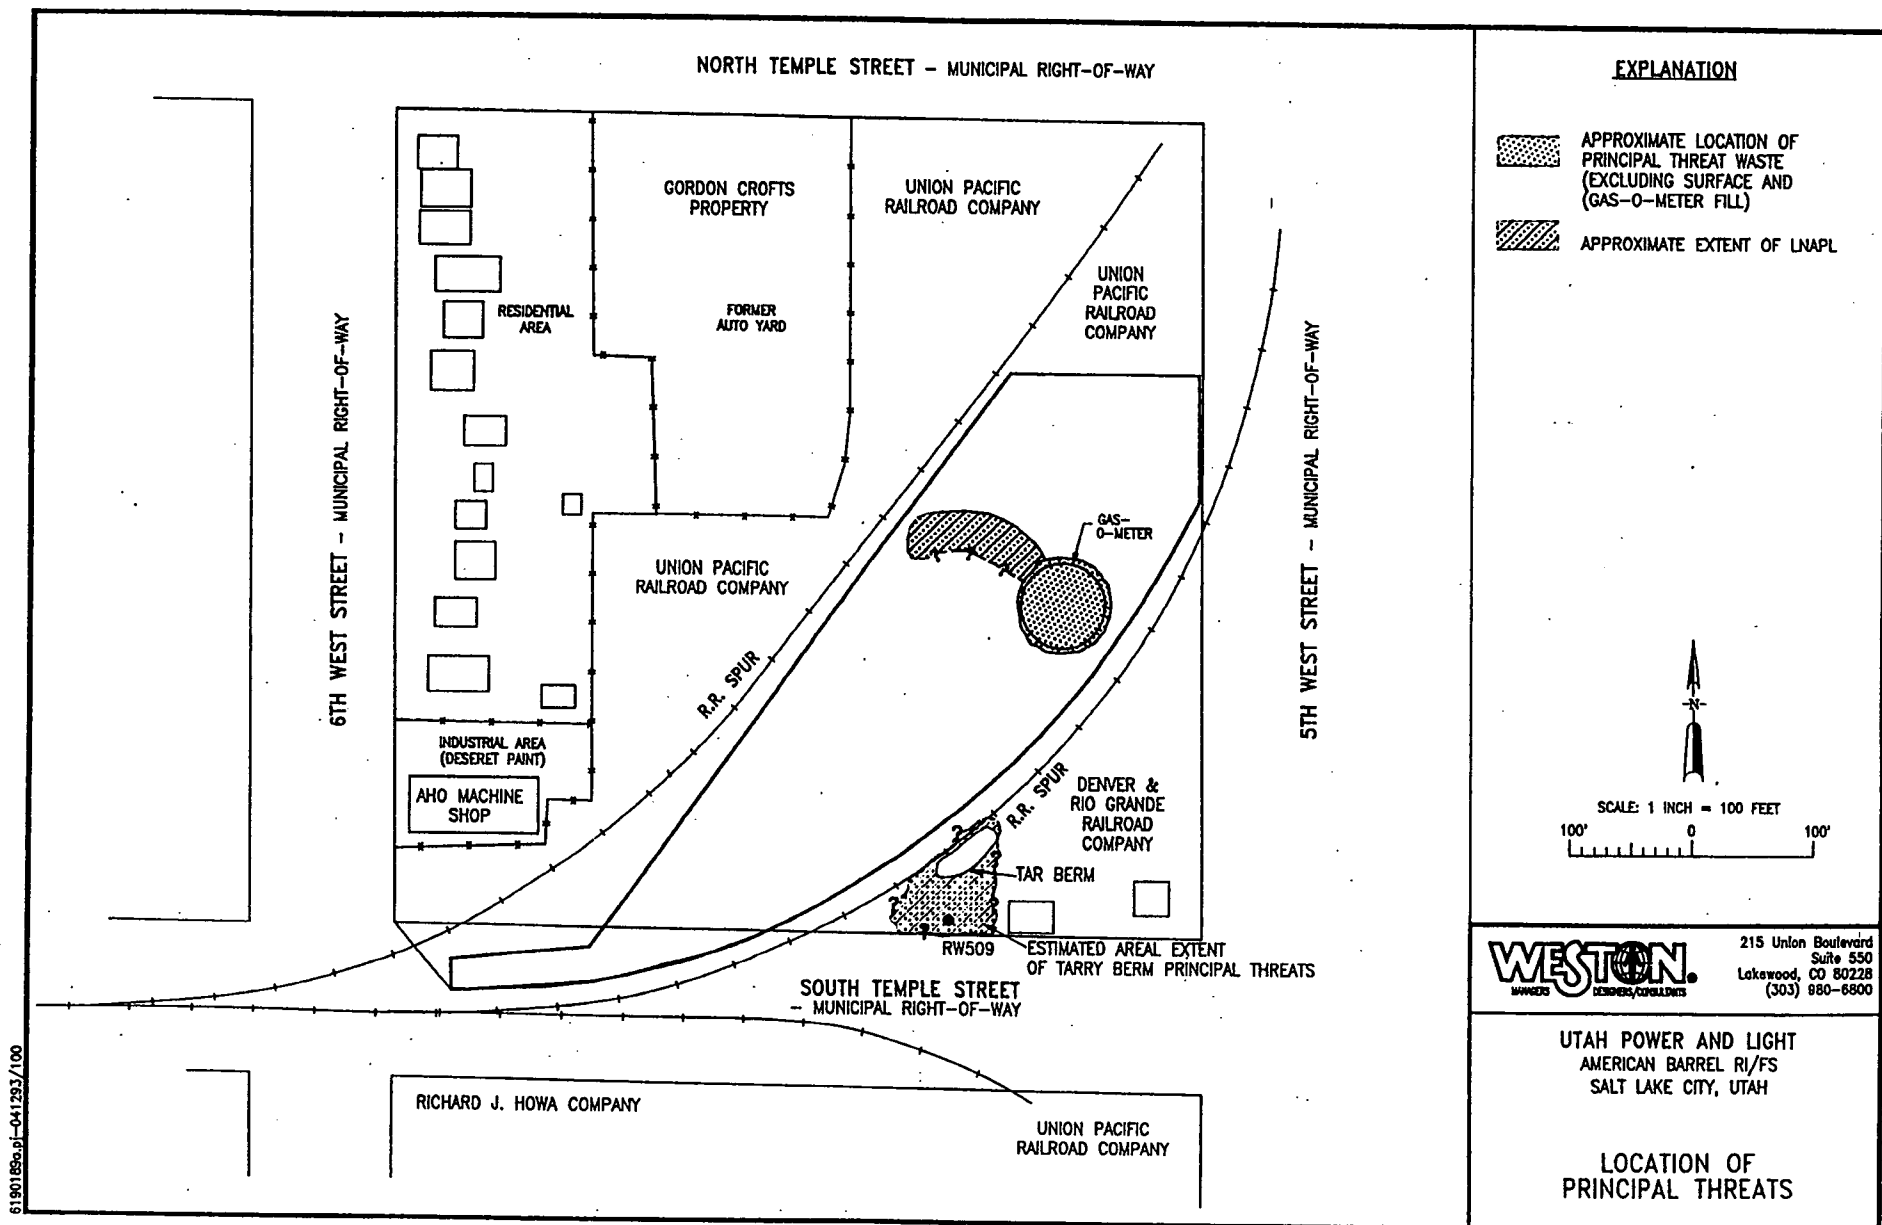 NORTH TEMPLE STREET – MUNICIPAL RIGHT-OF-WAY
6TH WEST STREET – MUNICIPAL RIGHT-OF-WAY
5TH WEST STREET – MUNICIPAL RIGHT-OF-WAY
GORDON CROFTS
PROPERTY
UNION PACIFIC
RAILROAD COMPANY
UNION
PACIFIC
RAILROAD
COMPANY
RESIDENTIAL
AREA
FORMER
AUTO YARD
GAS-
O-METER
UNION PACIFIC
RAILROAD COMPANY
R.R. SPUR
INDUSTRIAL AREA
(DESERET PAINT)
AHO MACHINE
SHOP
R.R. SPUR
DENVER &
RIO GRANDE
RAILROAD
COMPANY
TAR BERM
RW509
ESTIMATED AREAL EXTENT
OF TARRY BERM PRINCIPAL THREATS
SOUTH TEMPLE STREET
– MUNICIPAL RIGHT-OF-WAY
RICHARD J. HOWA COMPANY
UNION PACIFIC
RAILROAD COMPANY
6190189a.pj-041293/100
EXPLANATION
APPROXIMATE LOCATION OF
PRINCIPAL THREAT WASTE
(EXCLUDING SURFACE AND
(GAS-O-METER FILL)
APPROXIMATE EXTENT OF LNAPL
-N-
SCALE: 1 INCH = 100 FEET
100' 0 100'
WESTON.
MANAGERS DESIGNERS/CONSULTANTS
215 Union Boulevard
Suite 550
Lakewood, CO 80228
(303) 980-6800
UTAH POWER AND LIGHT
AMERICAN BARREL RI/FS
SALT LAKE CITY, UTAH
LOCATION OF
PRINCIPAL THREATS